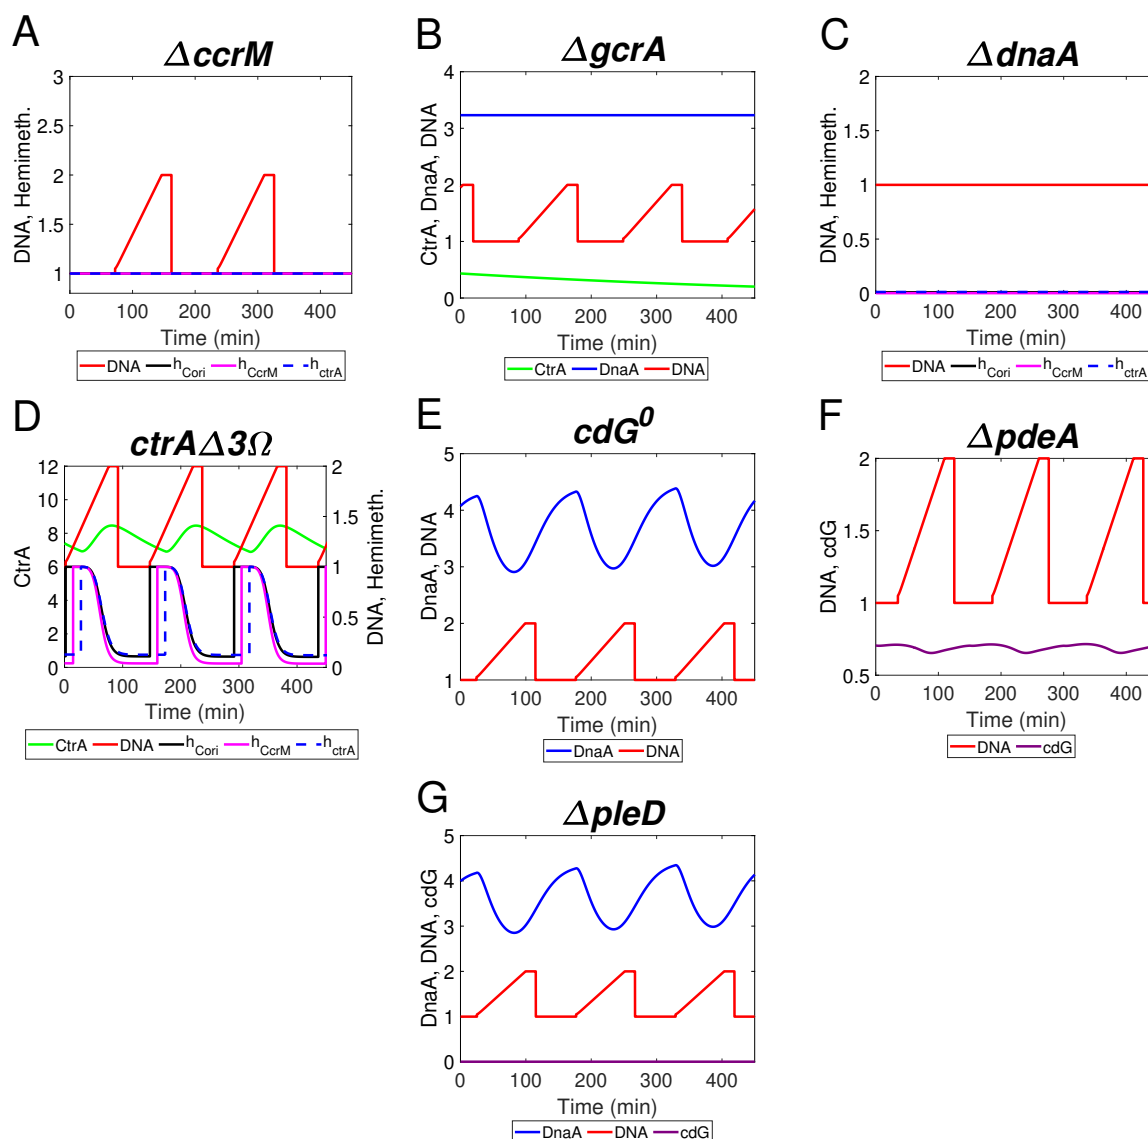 A
ΔccrM
DNA, Hemimeth.
3
2.5
2
1.5
1
0 100 200 300 400
Time (min)
DNA hCori hCcrM hctrA
B
ΔgcrA
CtrA, DnaA, DNA
4
3
2
1
0
0 100 200 300 400
Time (min)
CtrA DnaA DNA
C
ΔdnaA
DNA, Hemimeth.
2
1.5
1
0.5
0
0 100 200 300 400
Time (min)
DNA hCori hCcrM hctrA
D
ctrAΔ3Ω
CtrA
12
10
8
6
4
2
0
2
1.5
1
0.5
0
DNA, Hemimeth.
0 100 200 300 400
Time (min)
CtrA DNA hCori hCcrM hctrA
E
cdG0
DnaA, DNA
5
4
3
2
1
0 100 200 300 400
Time (min)
DnaA DNA
F
ΔpdeA
DNA, cdG
2
1.5
1
0.5
0 100 200 300 400
Time (min)
DNA cdG
G
ΔpleD
DnaA, DNA, cdG
5
4
3
2
1
0
0 100 200 300 400
Time (min)
DnaA DNA cdG